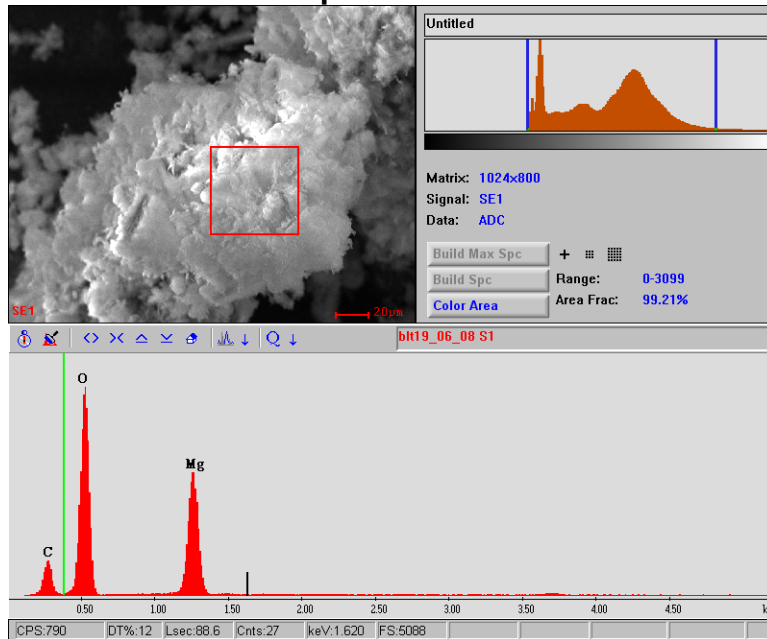 Untitled
Matrix: 1024x800
Signal: SE1
Data: ADC
Build Max Spc
Build Spc
Range: 0-3099
Color Area
Area Frac: 99.21%
SE1
20µm
Q
blt19_06_08 S1
O
Mg
C
0.50 1.00 1.50 2.00 2.50 3.00 3.50 4.00 4.50 k
CPS:790 DT%:12 Lsec:88.6 Cnts:27 keV:1.620 FS:5088